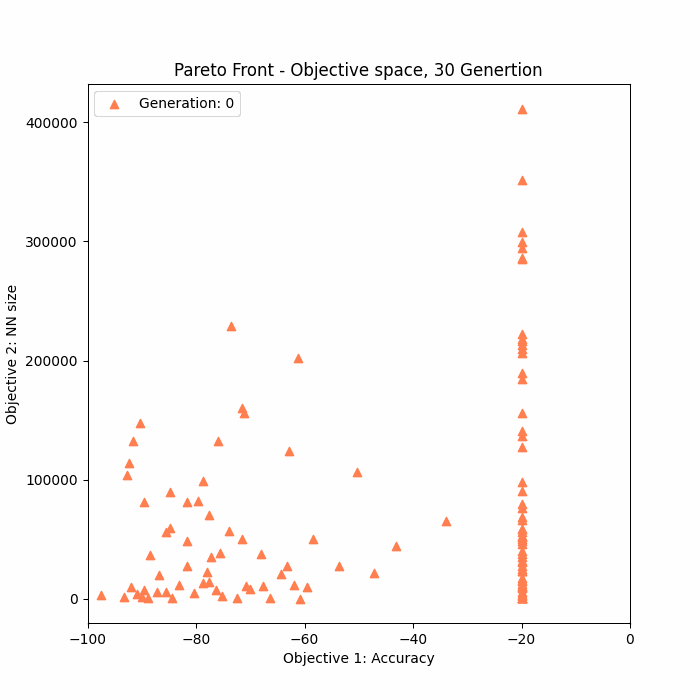 Pareto Front - Objective space, 30 Genertion
Generation: 0
400000
300000
200000
100000
0
Objective 2: NN size
−100
−80
−60
−40
−20
0
Objective 1: Accuracy